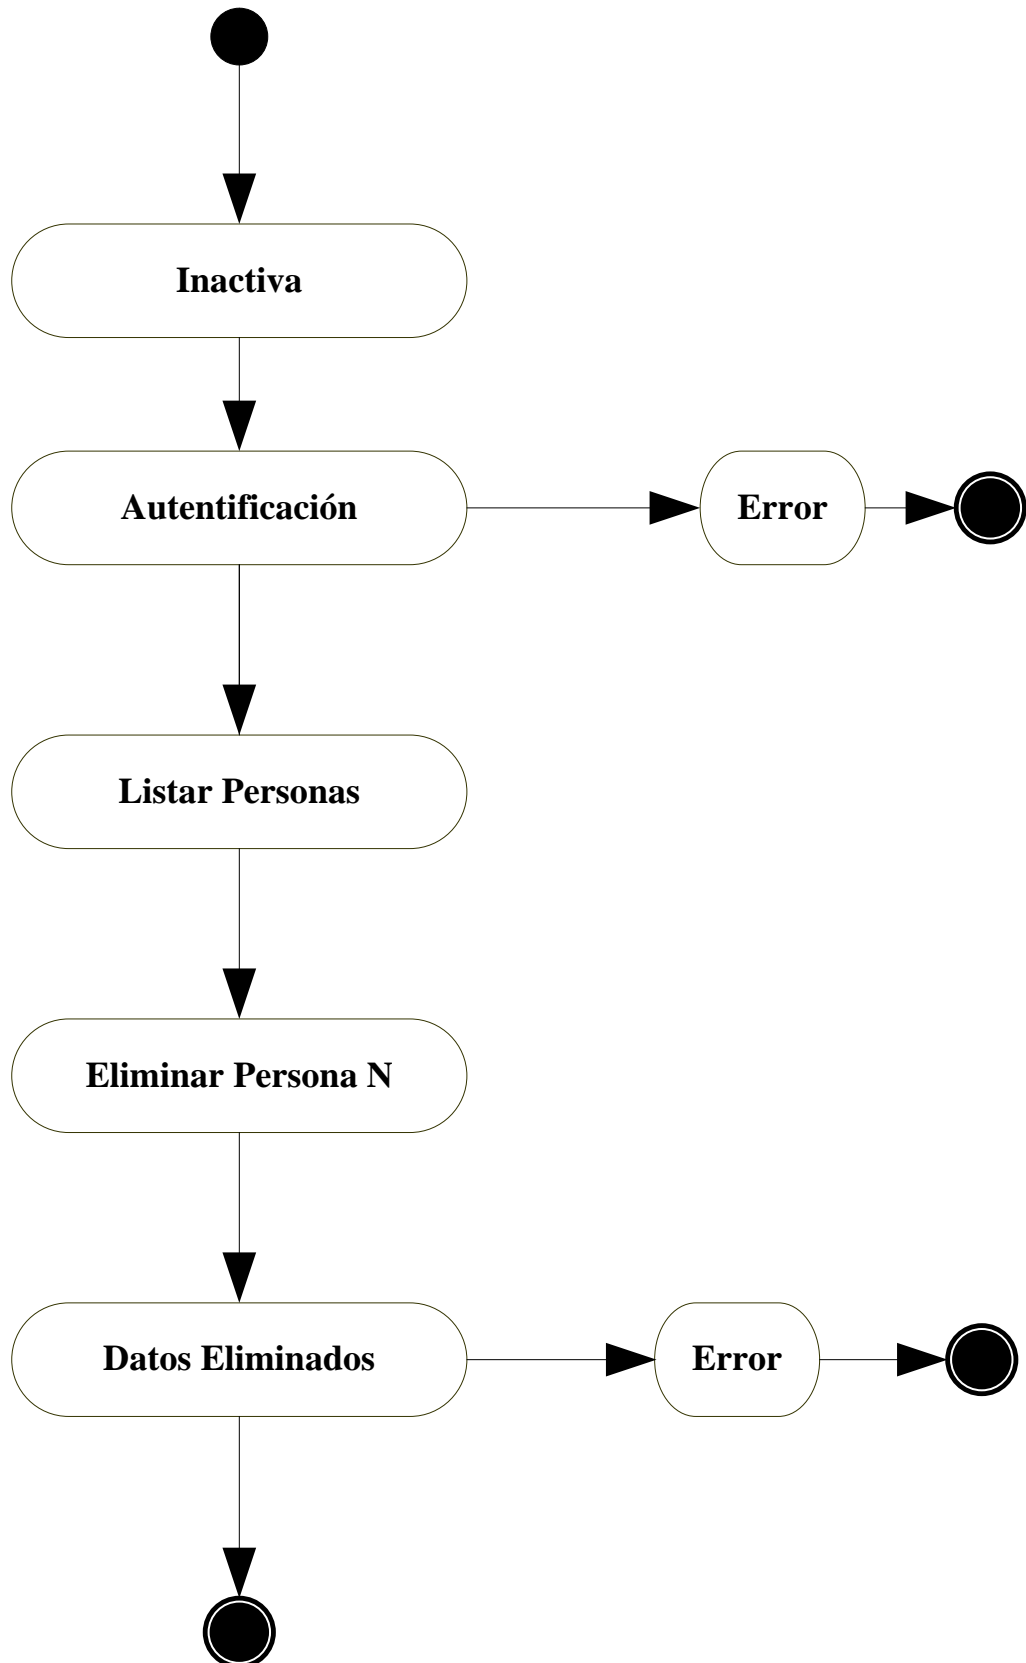 Inactiva
Autentificación
Error
Listar Personas
Eliminar Persona N
Datos Eliminados
Error